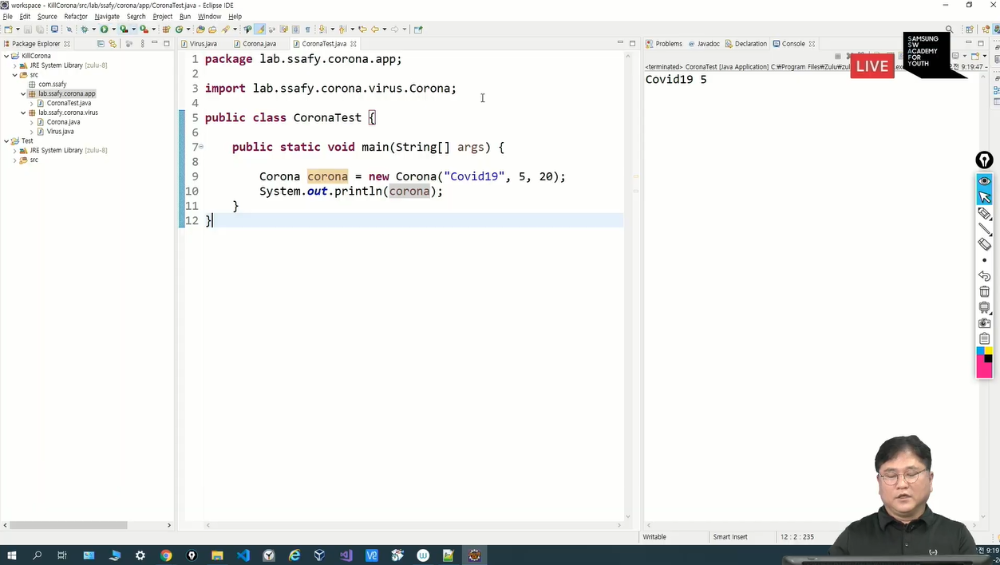 workspace - KillCorona/src/lab/ssafy/corona/app/CoronaTest.java - Eclipse IDE
File Edit Source Refactor Navigate Search Project Run Window Help
Package Explorer
KillCorona
JRE System Library [zulu-8]
src
com.ssafy
lab.ssafy.corona.app
CoronaTest.java
lab.ssafy.corona.virus
Corona.java
Virus.java
Test
JRE System Library [zulu-8]
src
Virus.java Corona.java CoronaTest.java
1 package lab.ssafy.corona.app;
2
3 import lab.ssafy.corona.virus.Corona;
4
5 public class CoronaTest {
6
7 public static void main(String[] args) {
8
9 Corona corona = new Corona("Covid19", 5, 20);
10 System.out.println(corona);
11 }
12 }
Problems Javadoc Declaration Console
<terminated> CoronaTest [Java Application] C:₩Program Files₩Zulu₩zulu
9:19:47
Covid19 5
LIVE
SAMSUNG
SW
ACADEMY
FOR
YOUTH
Writable Smart Insert 12 : 2 : 235
9:19